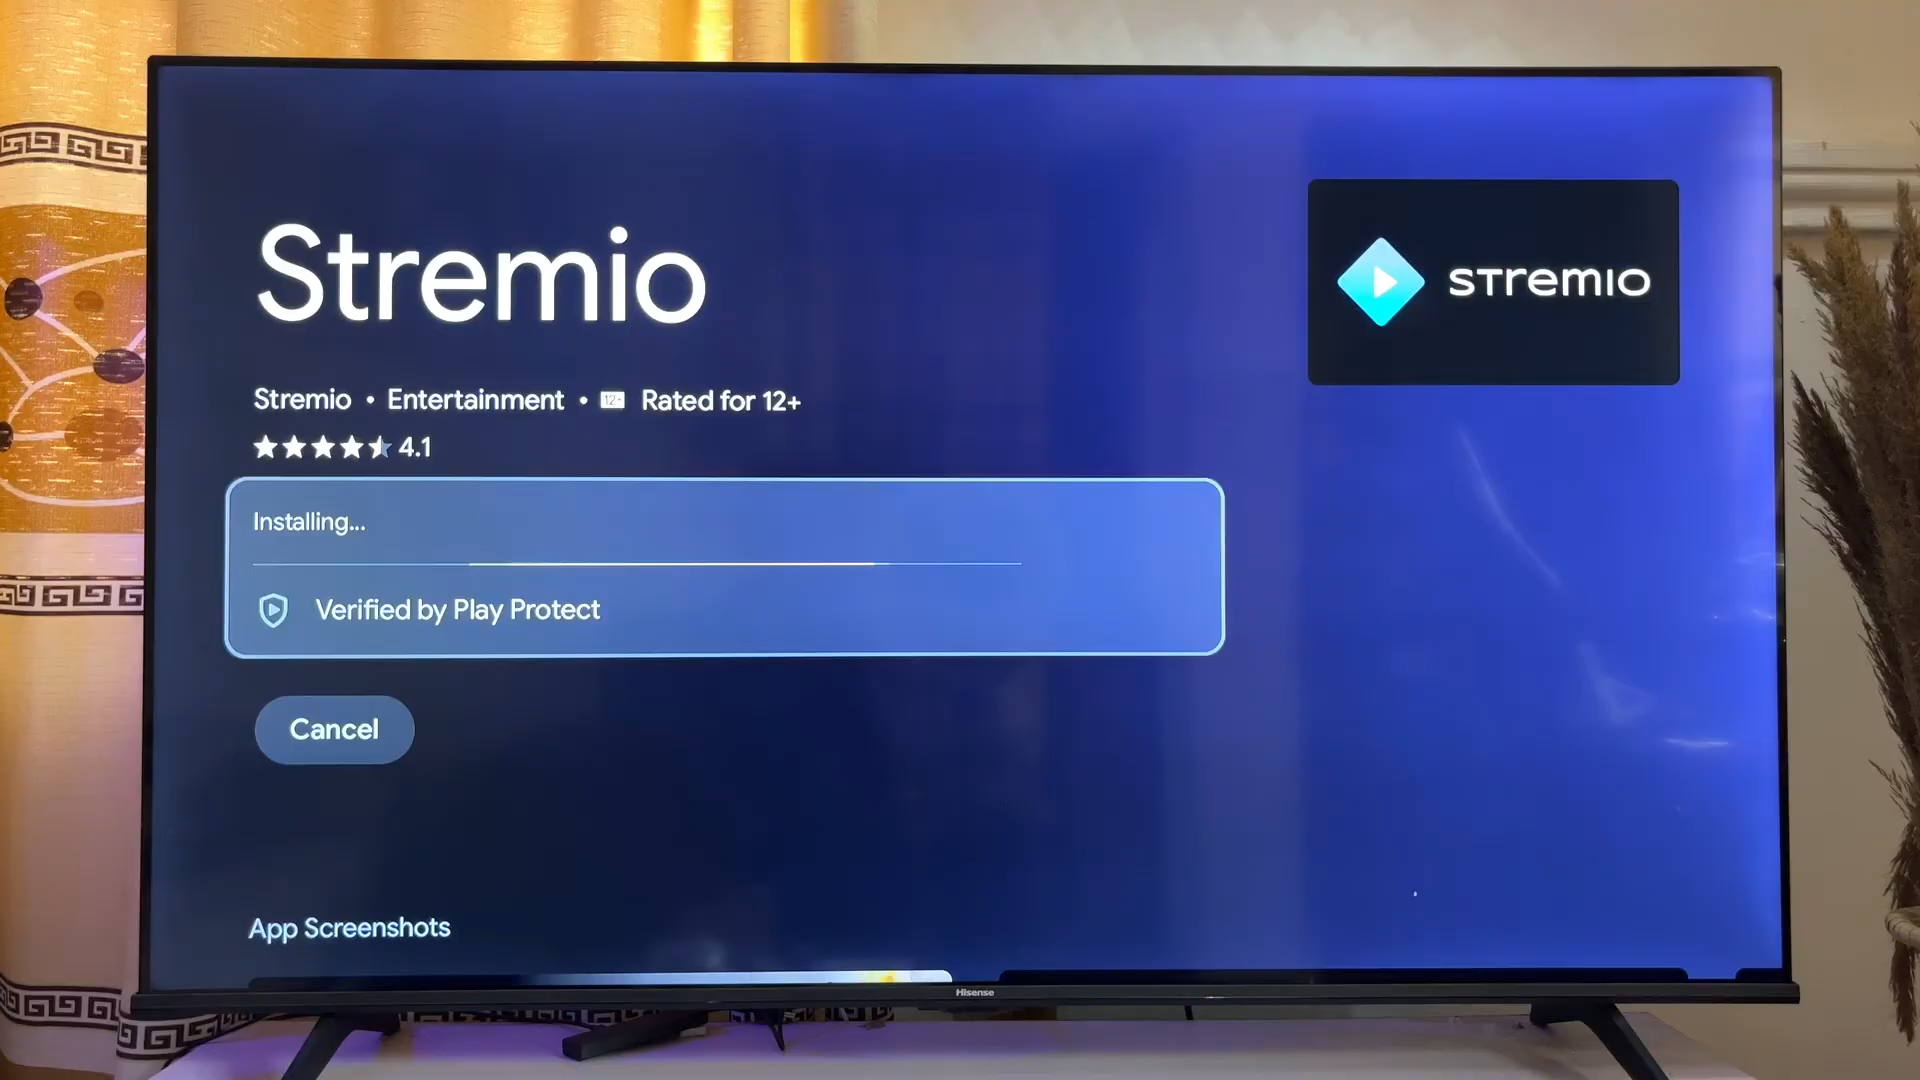 Stremio
STREMIO
Stremio • Entertainment • 12+ Rated for 12+
4.1
Installing...
Verified by Play Protect
Cancel
App Screenshots
Hisense